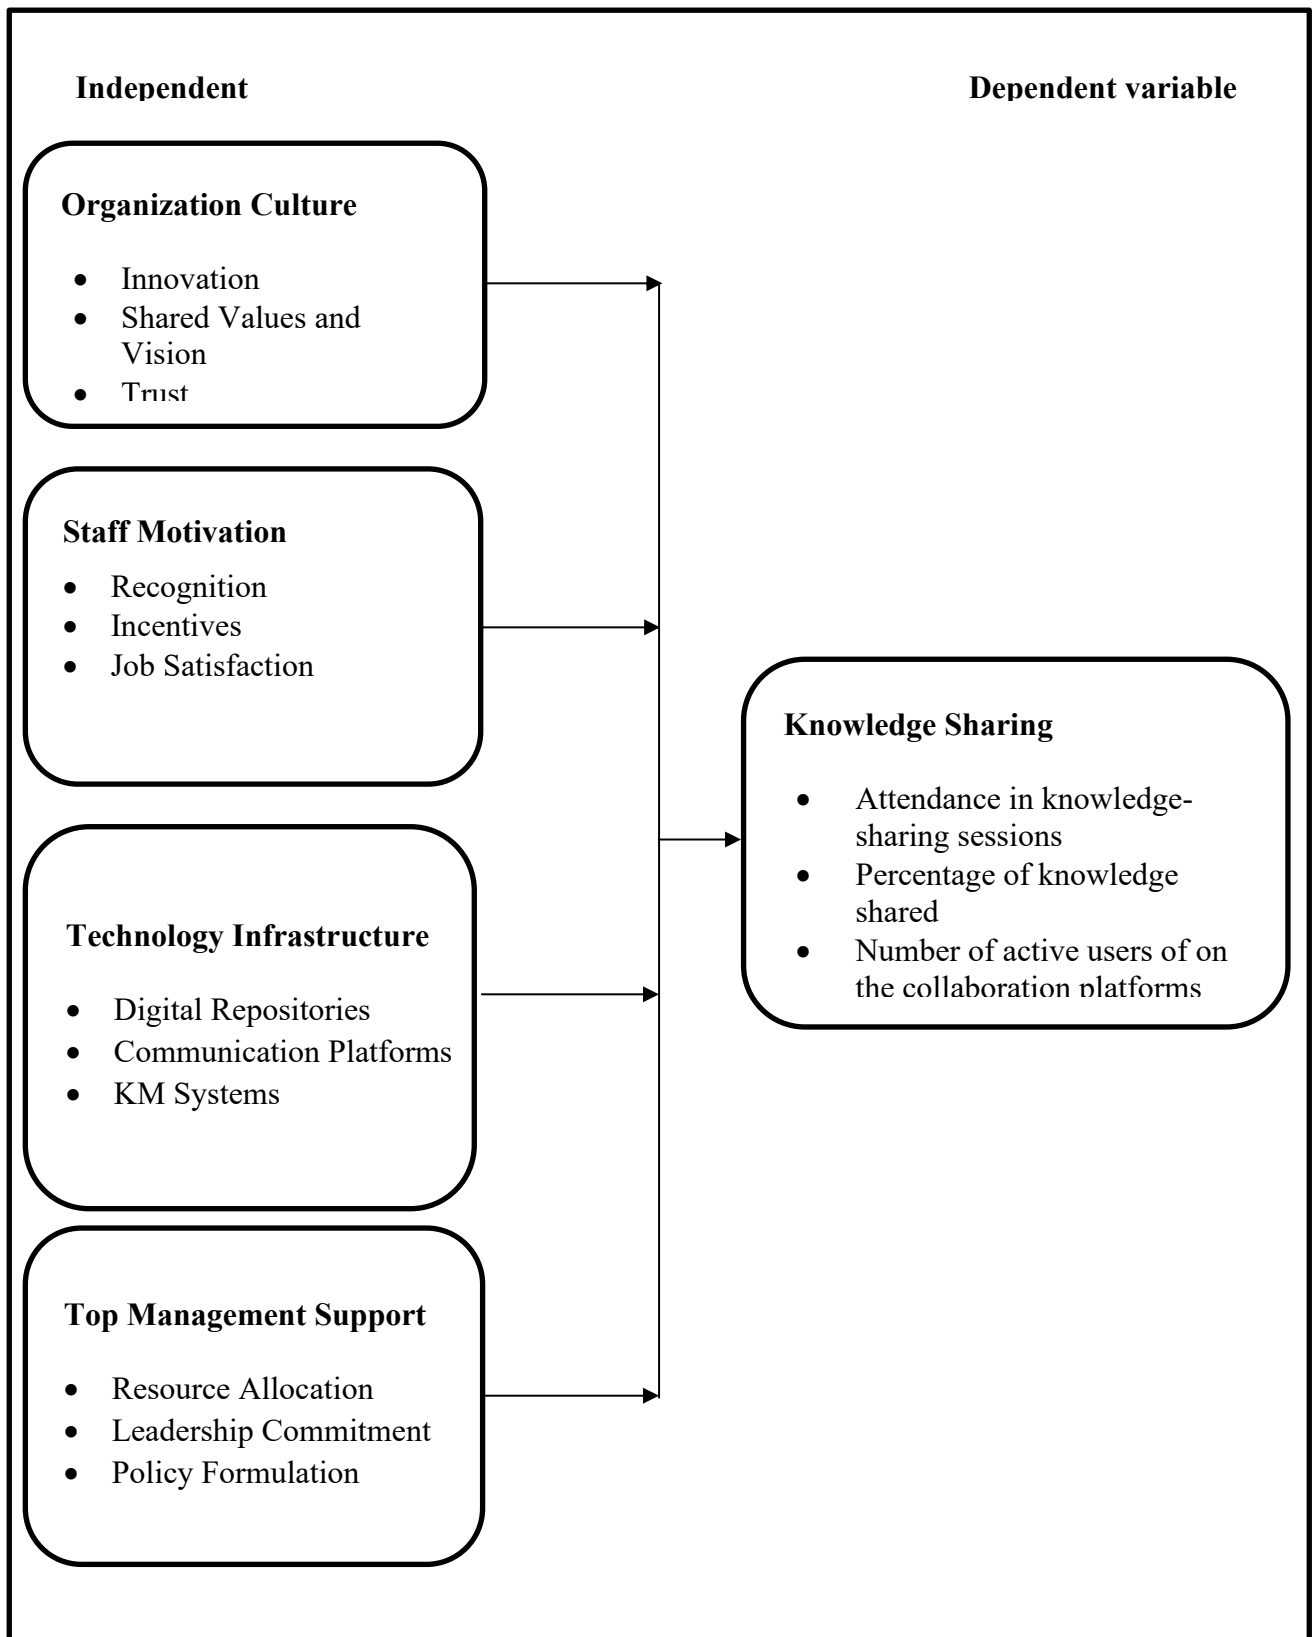 Independent
Dependent variable
Organization Culture
• Innovation
• Shared Values and
Vision
• Trust
Staff Motivation
• Recognition
• Incentives
• Job Satisfaction
Technology Infrastructure
• Digital Repositories
• Communication Platforms
• KM Systems
Top Management Support
• Resource Allocation
• Leadership Commitment
• Policy Formulation
Knowledge Sharing
• Attendance in knowledge-
sharing sessions
• Percentage of knowledge
shared
• Number of active users of on
the collaboration platforms